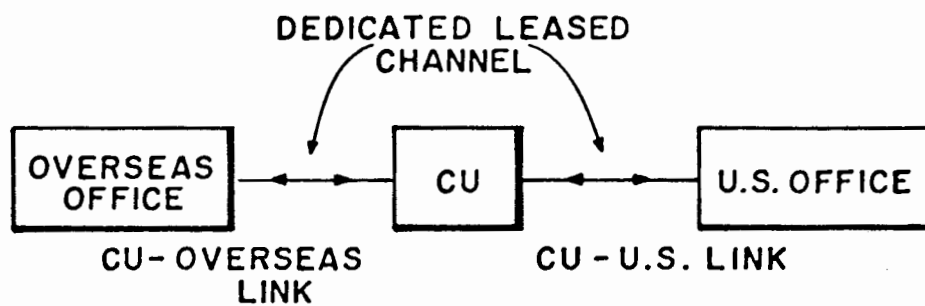 DEDICATED LEASED
CHANNEL
OVERSEAS
OFFICE
CU
U.S. OFFICE
CU-OVERSEAS
LINK
CU-U.S. LINK